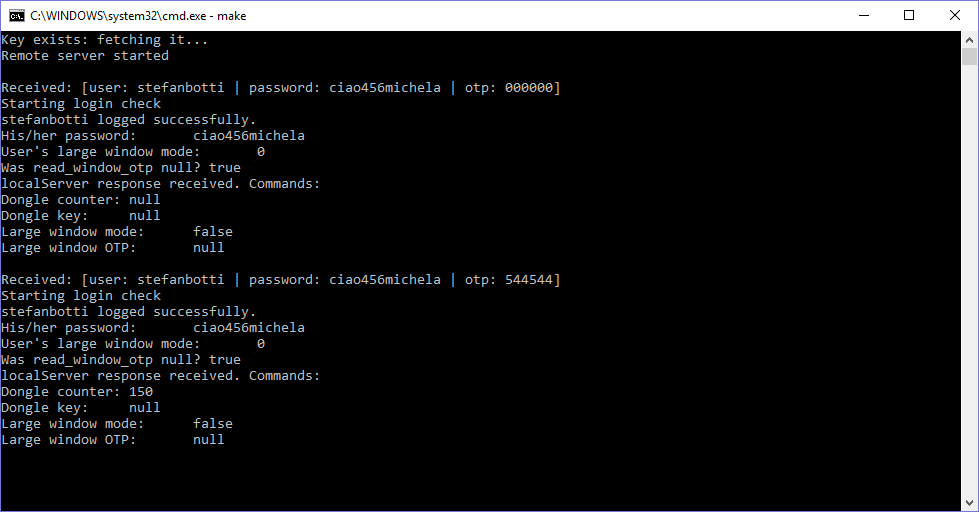 C:\WINDOWS\system32\cmd.exe - make
Key exists: fetching it...
Remote server started
Received: [user: stefanbotti | password: ciao456michela | otp: 000000]
Starting login check
stefanbotti logged successfully.
His/her password: ciao456michela
User's large window mode: 0
Was read_window_otp null? true
localServer response received. Commands:
Dongle counter: null
Dongle key: null
Large window mode: false
Large window OTP: null
Received: [user: stefanbotti | password: ciao456michela | otp: 544544]
Starting login check
stefanbotti logged successfully.
His/her password: ciao456michela
User's large window mode: 0
Was read_window_otp null? true
localServer response received. Commands:
Dongle counter: 150
Dongle key: null
Large window mode: false
Large window OTP: null